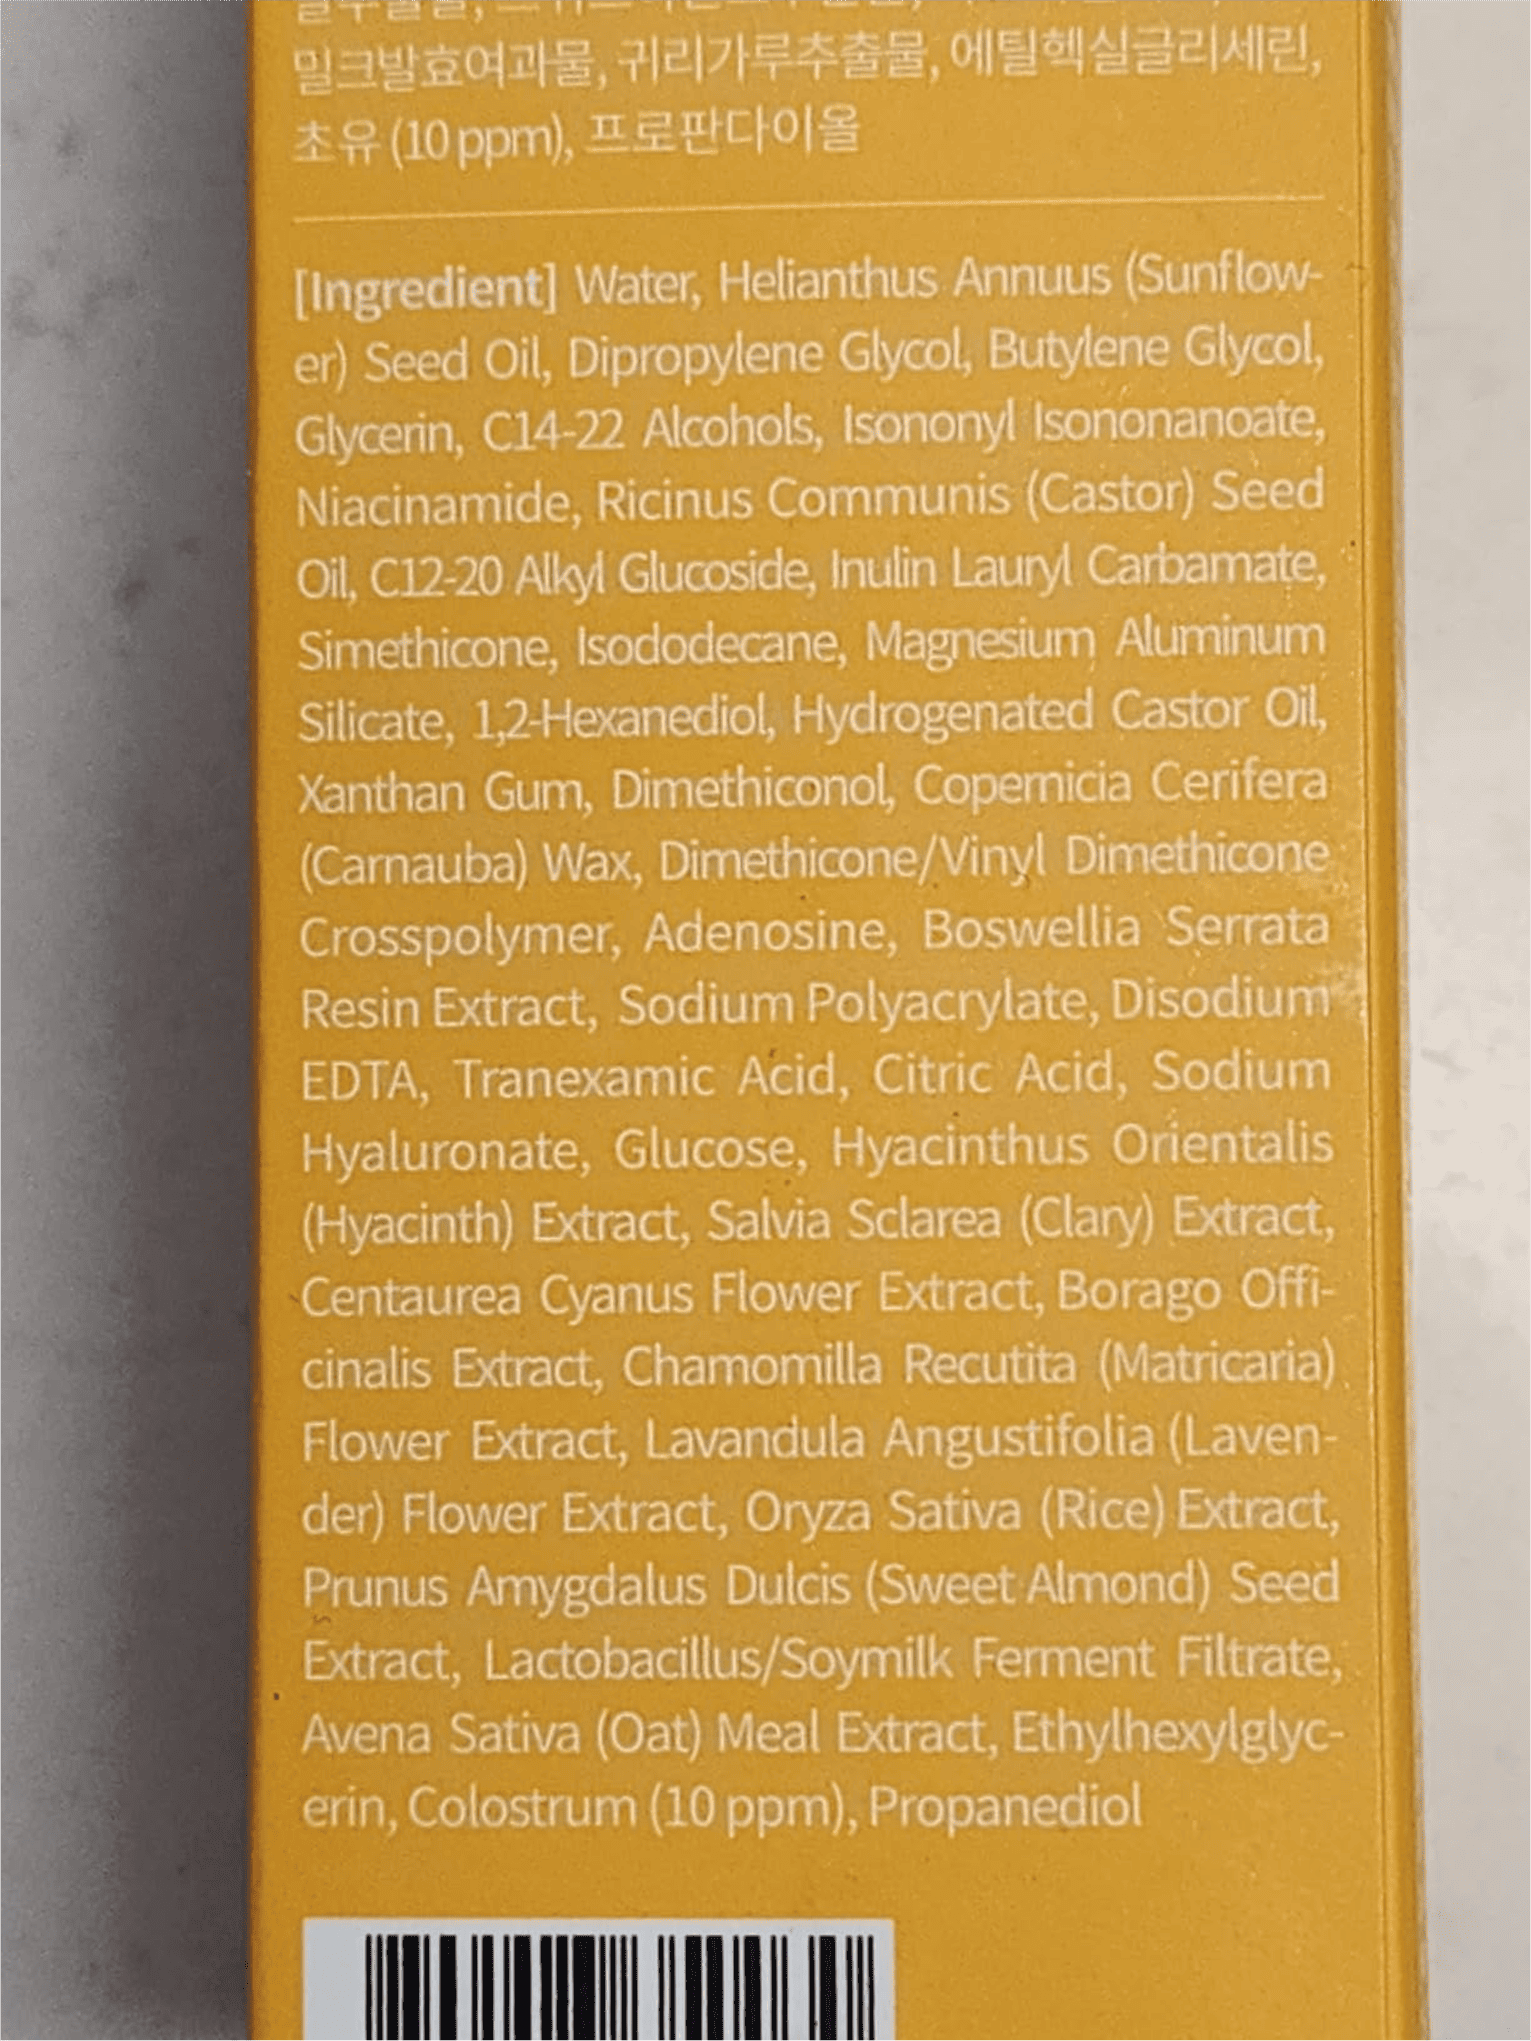 밀크발효여과물, 귀리가루추출물, 에틸헥실글리세린,
초유 (10 ppm), 프로판다이올
[Ingredient] Water, Helianthus Annuus (Sunflow-
er) Seed Oil, Dipropylene Glycol, Butylene Glycol,
Glycerin, C14-22 Alcohols, Isononyl Isononanoate,
Niacinamide, Ricinus Communis (Castor) Seed
Oil, C12-20 Alkyl Glucoside, Inulin Lauryl Carbamate,
Simethicone, Isododecane, Magnesium Aluminum
Silicate, 1,2-Hexanediol, Hydrogenated Castor Oil,
Xanthan Gum, Dimethiconol, Copernicia Cerifera
(Carnauba) Wax, Dimethicone/Vinyl Dimethicone
Crosspolymer, Adenosine, Boswellia Serrata
Resin Extract, Sodium Polyacrylate, Disodium
EDTA, Tranexamic Acid, Citric Acid, Sodium
Hyaluronate, Glucose, Hyacinthus Orientalis
(Hyacinth) Extract, Salvia Sclarea (Clary) Extract,
Centaurea Cyanus Flower Extract, Borago Offi-
cinalis Extract, Chamomilla Recutita (Matricaria)
Flower Extract, Lavandula Angustifolia (Laven-
der) Flower Extract, Oryza Sativa (Rice) Extract,
Prunus Amygdalus Dulcis (Sweet Almond) Seed
Extract, Lactobacillus/Soymilk Ferment Filtrate,
Avena Sativa (Oat) Meal Extract, Ethylhexylglyc-
erin, Colostrum (10 ppm), Propanediol